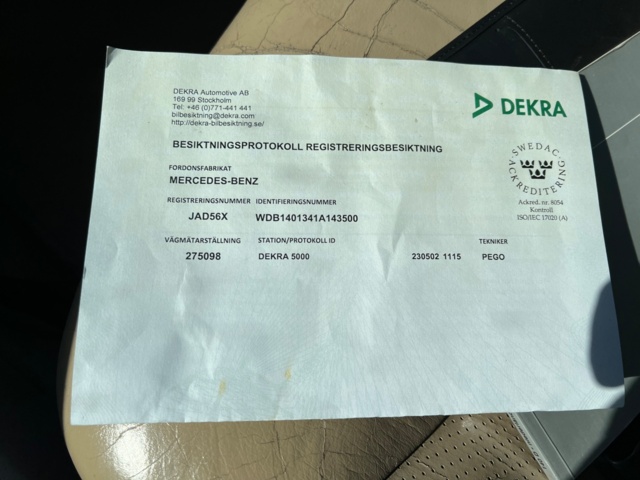 DEKRA Automotive AB
169 99 Stockholm
Tel: +46 (0)771-441 441
bilbesiktning@dekra.com
http://dekra-bilbesiktning.se/
DEKRA
BESIKTNINGSPROTOKOLL REGISTRERINGSBESIKTNING
SWEDAC
ACKREDITERING
Ackred. nr. 8054
Kontroll
ISO/IEC 17020 (A)
FORDONSFABRIKAT
MERCEDES-BENZ
REGISTRERINGSNUMMER IDENTIFIERINGSNUMMER
JAD56X WDB1401341A143500
VÄGMÄTARSTÄLLNING STATION/PROTOKOLL ID TEKNIKER
275098 DEKRA 5000 230502 1115 PEGO